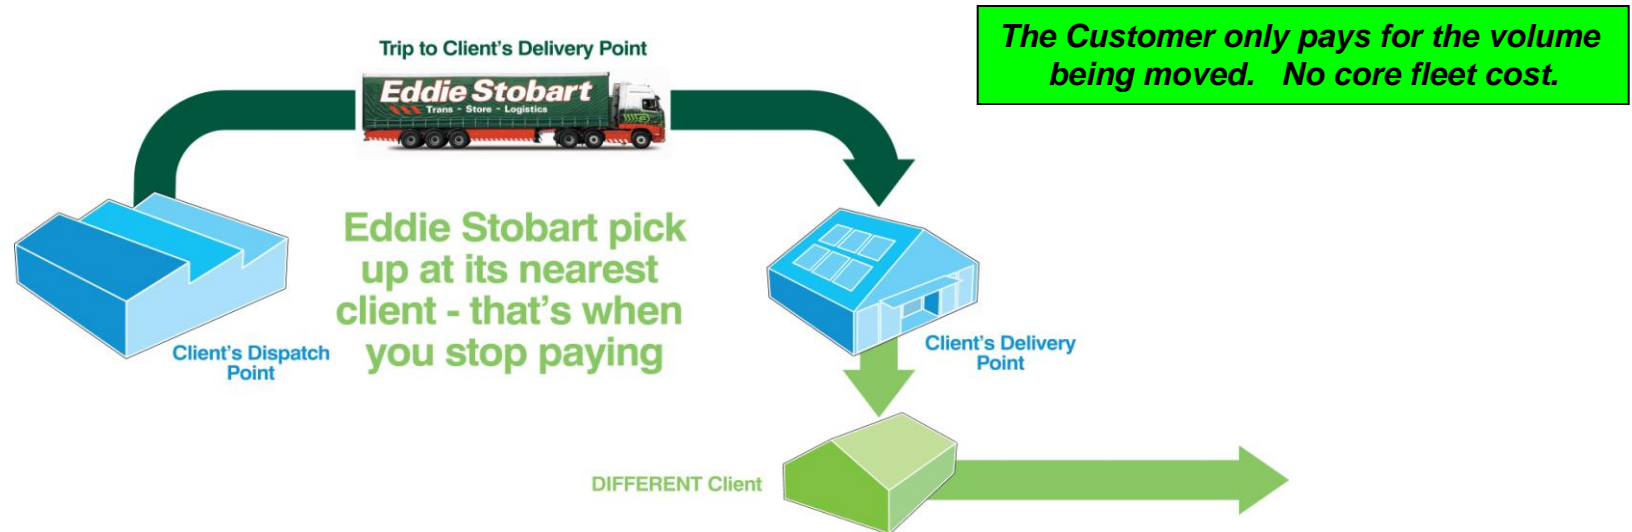 The Customer only pays for the volume
being moved. No core fleet cost.
Trip to Client's Delivery Point
Eddie Stobart
Trans - Store - Logistics
Eddie Stobart pick
up at its nearest
client - that's when
you stop paying
Client's Dispatch
Point
Client's Delivery
Point
DIFFERENT Client